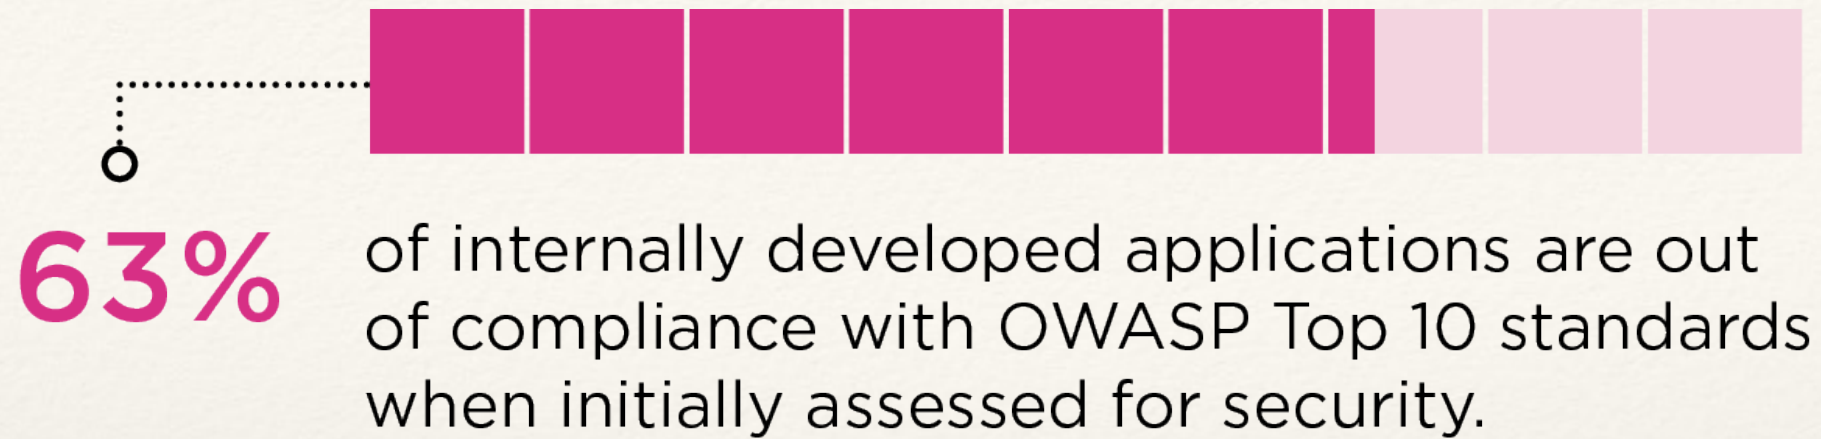 63%
of internally developed applications are out
of compliance with OWASP Top 10 standards
when initially assessed for security.